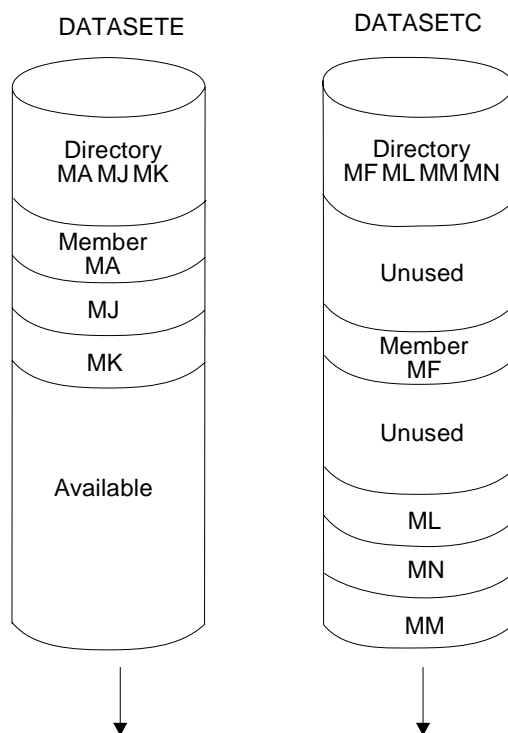 DATASETE
Directory
MA MJ MK
Member
MA
MJ
MK
Available
DATASETC
Directory
MF ML MM MN
Unused
Member
MF
Unused
ML
MN
MM